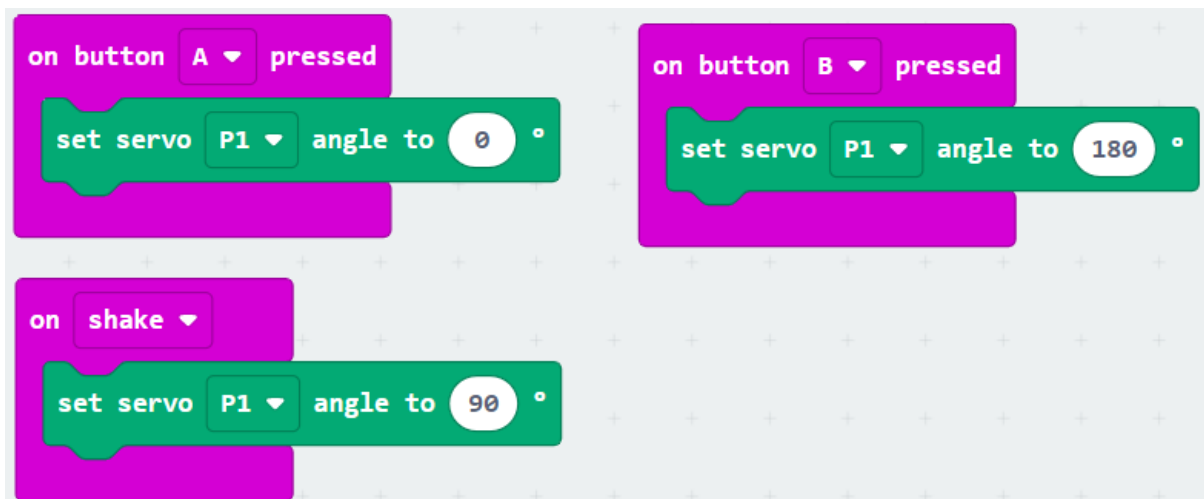 on button A pressed
set servo P1 angle to 0 °
on button B pressed
set servo P1 angle to 180 °
on shake
set servo P1 angle to 90 °